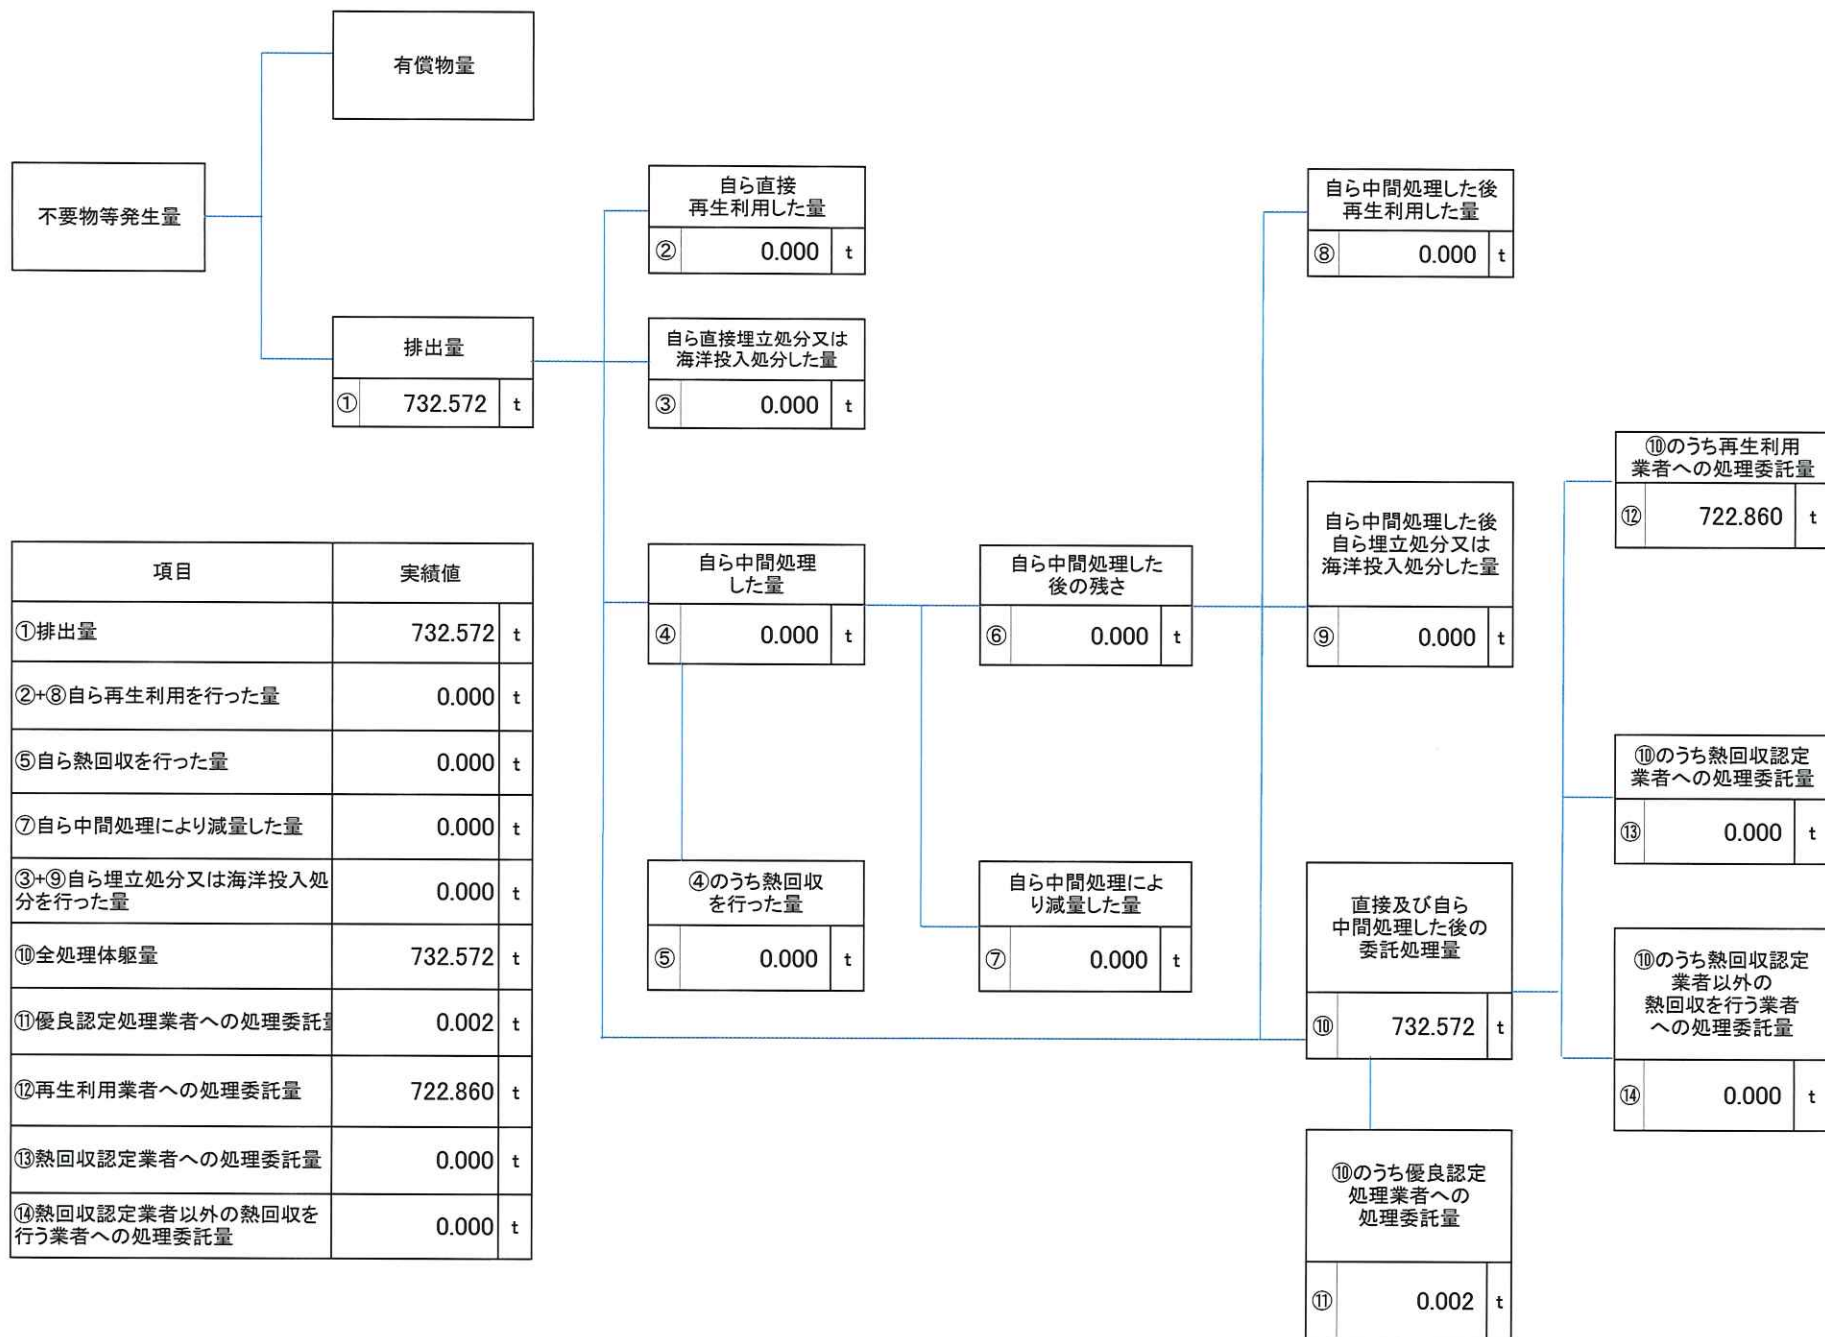 有償物量
不要物等発生量
排出量
① 732.572 t
自ら直接
再生利用した量
② 0.000 t
自ら直接埋立処分又は
海洋投入処分した量
③ 0.000 t
自ら中間処理
した量
④ 0.000 t
④のうち熱回収
を行った量
⑤ 0.000 t
自ら中間処理した
後の残さ
⑥ 0.000 t
自ら中間処理によ
り減量した量
⑦ 0.000 t
自ら中間処理した後
再生利用した量
⑧ 0.000 t
自ら中間処理した後
自ら埋立処分又は
海洋投入処分した量
⑨ 0.000 t
直接及び自ら
中間処理した後の
委託処理量
⑩ 732.572 t
⑩のうち優良認定
処理業者への
処理委託量
⑪ 0.002 t
⑩のうち再生利用
業者への処理委託量
⑫ 722.860 t
⑩のうち熱回収認定
業者への処理委託量
⑬ 0.000 t
⑩のうち熱回収認定
業者以外の
熱回収を行う業者
への処理委託量
⑭ 0.000 t
項目 実績値
①排出量 732.572 t
②+⑧自ら再生利用を行った量 0.000 t
⑤自ら熱回収を行った量 0.000 t
⑦自ら中間処理により減量した量 0.000 t
③+⑨自ら埋立処分又は海洋投入処
分を行った量 0.000 t
⑩全処理体躯量 732.572 t
⑪優良認定処理業者への処理委託量 0.002 t
⑫再生利用業者への処理委託量 722.860 t
⑬熱回収認定業者への処理委託量 0.000 t
⑭熱回収認定業者以外の熱回収を
行う業者への処理委託量 0.000 t